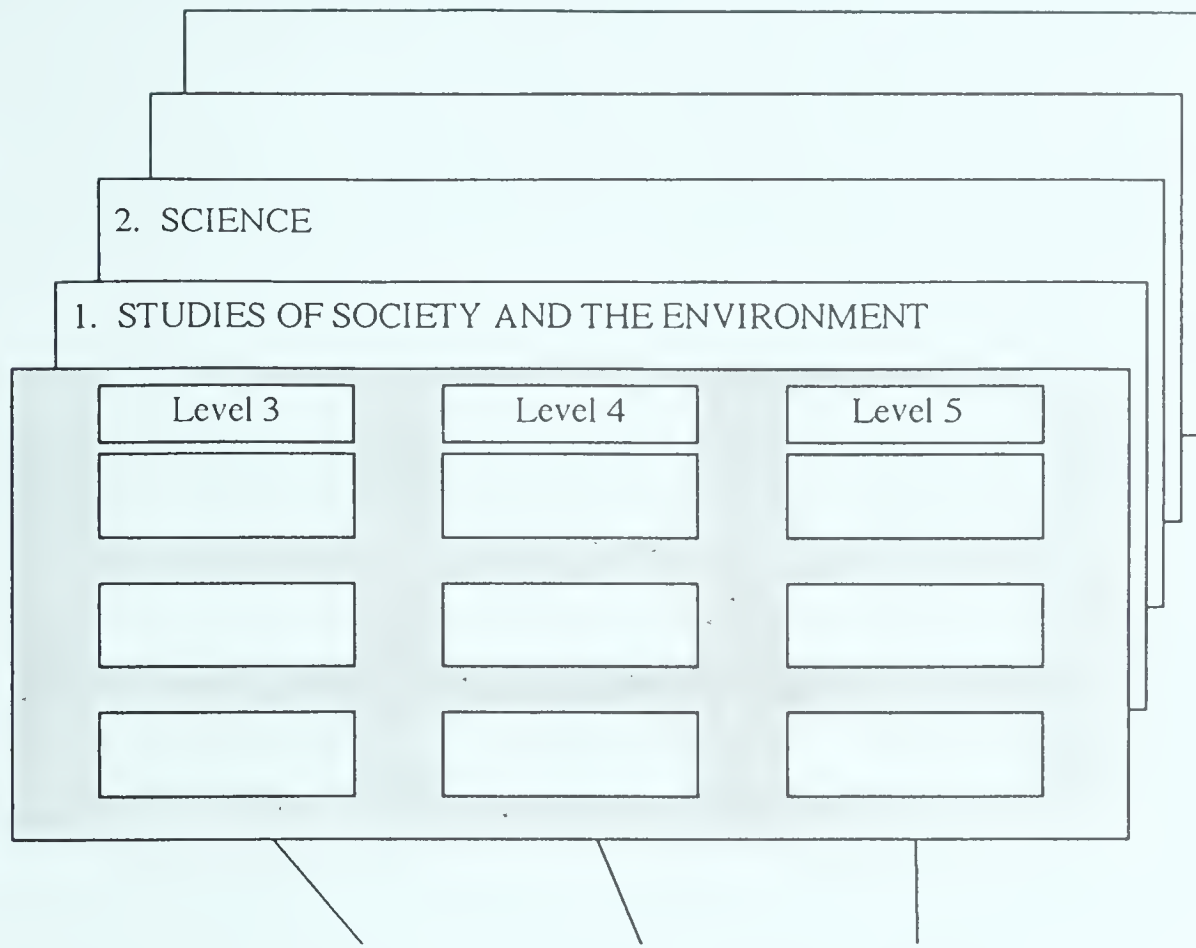 2. SCIENCE
1. STUDIES OF SOCIETY AND THE ENVIRONMENT
Level 3 Level 4 Level 5